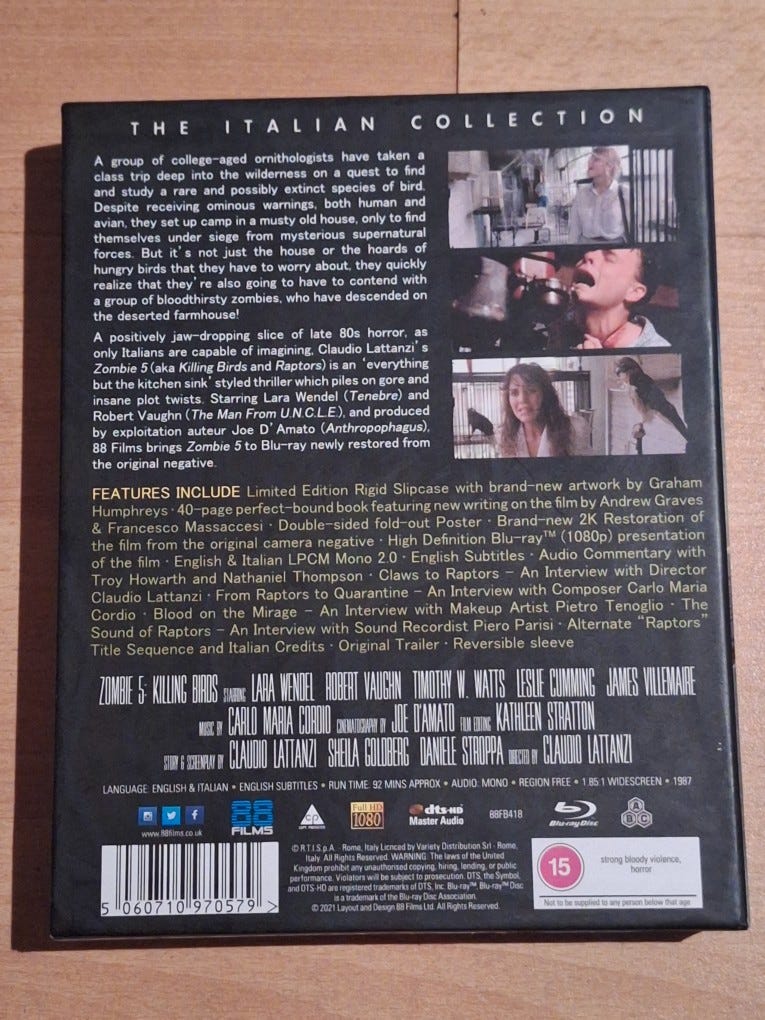 THE ITALIAN COLLECTION
A group of college-aged ornithologists have taken a
class trip deep into the wilderness on a quest to find
and study a rare and possibly extinct species of bird.
Despite receiving ominous warnings, both human and
avian, they set up camp in a musty old house, only to find
themselves under siege from mysterious supernatural
forces. But it's not just the house or the hoards of
hungry birds that they have to worry about, they quickly
realize that they're also going to have to contend with
a group of bloodthirsty zombies, who have descended on
the deserted farmhouse!
A positively jaw-dropping slice of late 80s horror, as
only Italians are capable of imagining, Claudio Lattanzi's
Zombie 5 (aka Killing Birds and Raptors) is an 'everything
but the kitchen sink' styled thriller which piles on gore and
insane plot twists. Starring Lara Wendel (Tenebre) and
Robert Vaughn (The Man From U.N.C.L.E.), and produced
by exploitation auteur Joe D'Amato (Anthropophagus),
88 Films brings Zombie 5 to Blu-ray newly restored from
the original negative.
FEATURES INCLUDE Limited Edition Rigid Slipcase with brand-new artwork by Graham
Humphreys · 40-page perfect-bound book featuring new writing on the film by Andrew Graves
& Francesco Massaccesi · Double-sided fold-out Poster · Brand-new 2K Restoration of
the film from the original camera negative · High Definition Blu-ray™ (1080p) presentation
of the film · English & Italian LPCM Mono 2.0 · English Subtitles · Audio Commentary with
Troy Howarth and Nathaniel Thompson · Claws to Raptors – An Interview with Director
Claudio Lattanzi · From Raptors to Quarantine – An Interview with Composer Carlo Maria
Cordio · Blood on the Mirage – An Interview with Makeup Artist Pietro Tenoglio · The
Sound of Raptors – An Interview with Sound Recordist Piero Parisi · Alternate "Raptors"
Title Sequence and Italian Credits · Original Trailer · Reversible sleeve
ZOMBIE 5: KILLING BIRDS STARRING LARA WENDEL ROBERT VAUGHN TIMOTHY W. WATTS LESLIE CUMMING JAMES VILLEMAIRE
MUSIC BY CARLO MARIA CORDIO CINEMATOGRAPHY BY JOE D'AMATO FILM EDITING KATHLEEN STRATTON
STORY & SCREENPLAY BY CLAUDIO LATTANZI SHEILA GOLDBERG DANIELE STROPPA DIRECTED BY CLAUDIO LATTANZI
LANGUAGE: ENGLISH & ITALIAN • ENGLISH SUBTITLES • RUN TIME: 92 MINS APPROX • AUDIO: MONO • REGION FREE • 1.85:1 WIDESCREEN • 1987
www.88films.co.uk
88 FILMS
CP
COPY PROTECTED
Full HD
1080
dts-HD
Master Audio
88FB418
Blu-ray Disc
ABC
5 060710 970579 >
© R.T.I.S.p.A - Rome, Italy Licenced by Variety Distribution Srl - Rome,
Italy. All Rights Reserved. WARNING: The laws of the United
Kingdom prohibit any unauthorised copying, hiring, lending, or public
performance. Violators will be subject to prosecution. DTS, the Symbol,
and DTS-HD are registered trademarks of DTS, Inc. Blu-ray™, Blu-ray™ Disc
is a trademark of the Blu-ray Disc Association.
© 2021 Layout and Design 88 Films Ltd. All Rights Reserved.
15
strong bloody violence,
horror
Not to be supplied to any person below that age